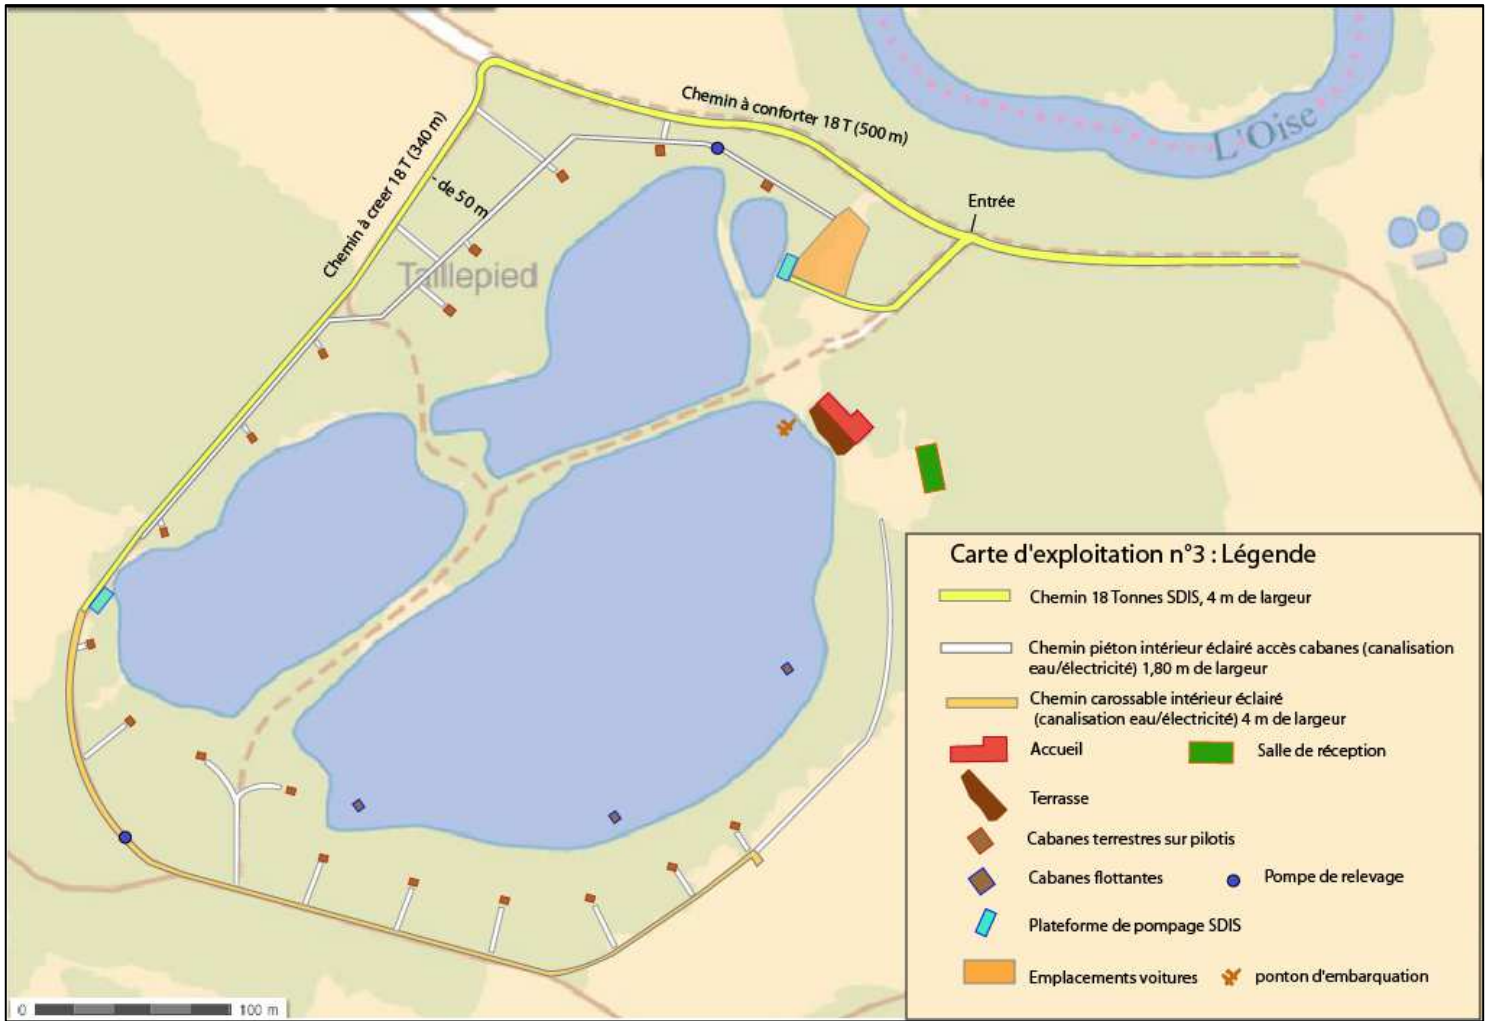 Chemin à conforter 18 T (500 m)
L'Oise
Chemin à creer 18 T (340 m)
- de 50 m
Entrée
Taillepied
Carte d'exploitation n°3 : Légende
Chemin 18 Tonnes SDIS, 4 m de largeur
Chemin piéton intérieur éclairé accès cabanes (canalisation
eau/électricité) 1,80 m de largeur
Chemin carossable intérieur éclairé
(canalisation eau/électricité) 4 m de largeur
Accueil
Salle de réception
Terrasse
Cabanes terrestres sur pilotis
Cabanes flottantes
Pompe de relevage
Plateforme de pompage SDIS
Emplacements voitures
ponton d'embarquation
0 100 m